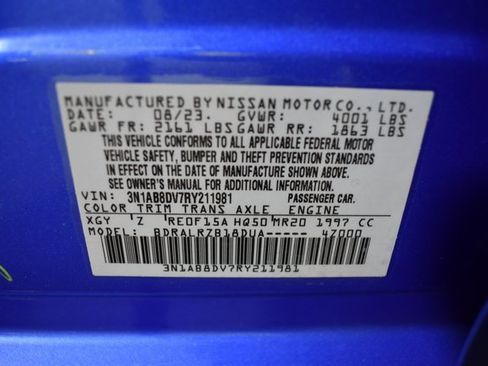 MANUFACTURED BY NISSAN MOTOR CO., LTD.
DATE: 08/23. GVWR: 4001 LBS
GAWR FR: 2161 LBS GAWR RR: 1863 LBS
THIS VEHICLE CONFORMS TO ALL APPLICABLE FEDERAL MOTOR
VEHICLE SAFETY, BUMPER AND THEFT PREVENTION STANDARDS
IN EFFECT ON THE DATE OF MANUFACTURE SHOWN ABOVE.
SEE OWNER'S MANUAL FOR ADDITIONAL LOADING INFORMATION.
VIN: 3N1AB8DV7RY211981 PASSENGER CAR.
COLOR TRIM TRANS AXLE ENGINE
XGY Z RE0F15A HQ50 MR20 1997 CC
MODEL: BDRALRZB18DUA----- 47000
3N1AB8DV7RY211981